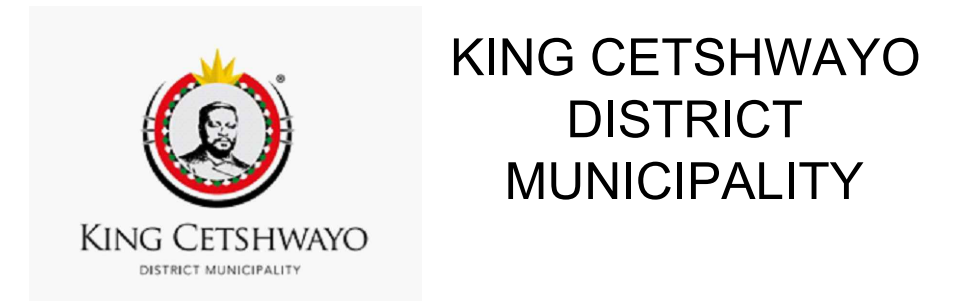 ®
KING CETSHWAYO
DISTRICT MUNICIPALITY
KING CETSHWAYO
DISTRICT
MUNICIPALITY